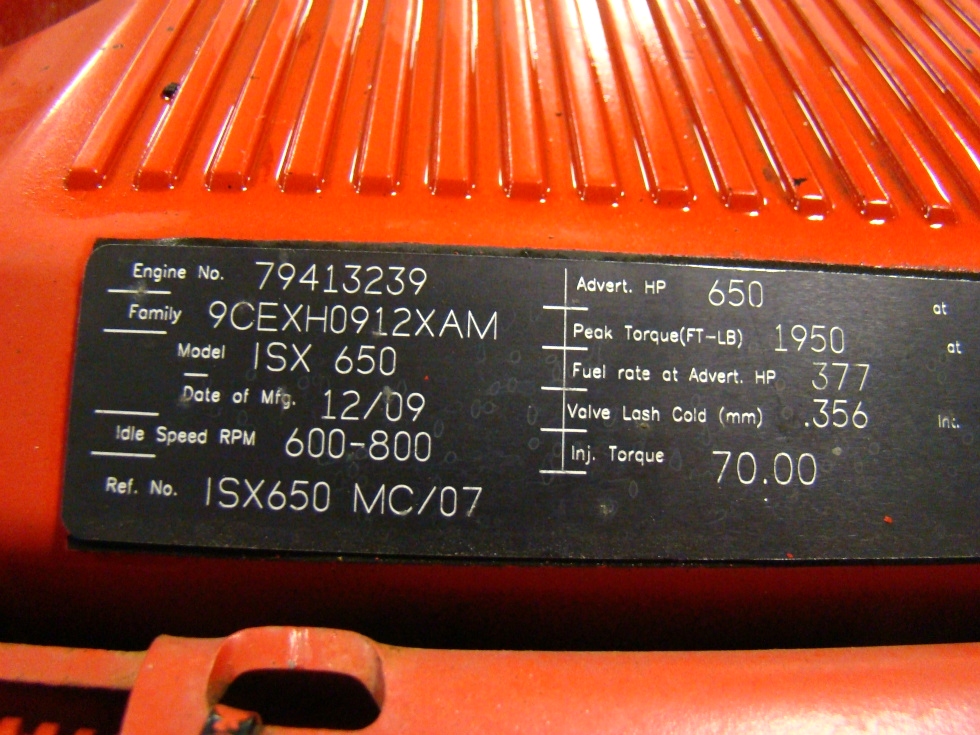 Engine No. 79413239
Family 9CEXH0912XAM
Model ISX 650
Date of Mfg. 12/09
Idle Speed RPM 600-800
Ref. No. ISX650 MC/07
Advert. HP 650 at
Peak Torque(FT-LB) 1950 at
Fuel rate at Advert. HP 377
Valve Lash Cold (mm) .356 Int.
Inj. Torque 70.00